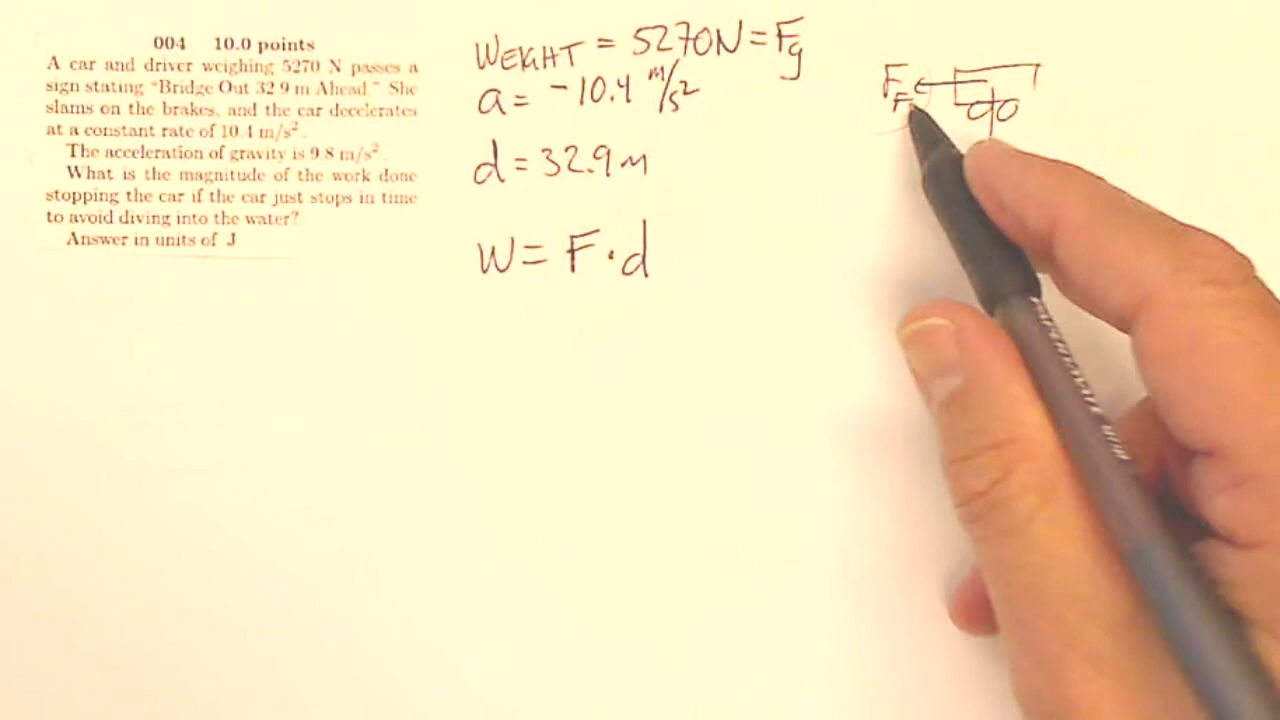 004 10.0 points
A car and driver weighing 5270 N passes a
sign stating "Bridge Out 32.9 m Ahead." She
slams on the brakes, and the car decelerates
at a constant rate of 10.4 m/s².
The acceleration of gravity is 9.8 m/s².
What is the magnitude of the work done
stopping the car if the car just stops in time
to avoid diving into the water?
Answer in units of J
WEIGHT = 5270N = Fg
a = -10.4 m/s²
d = 32.9m
W = F · d
FF